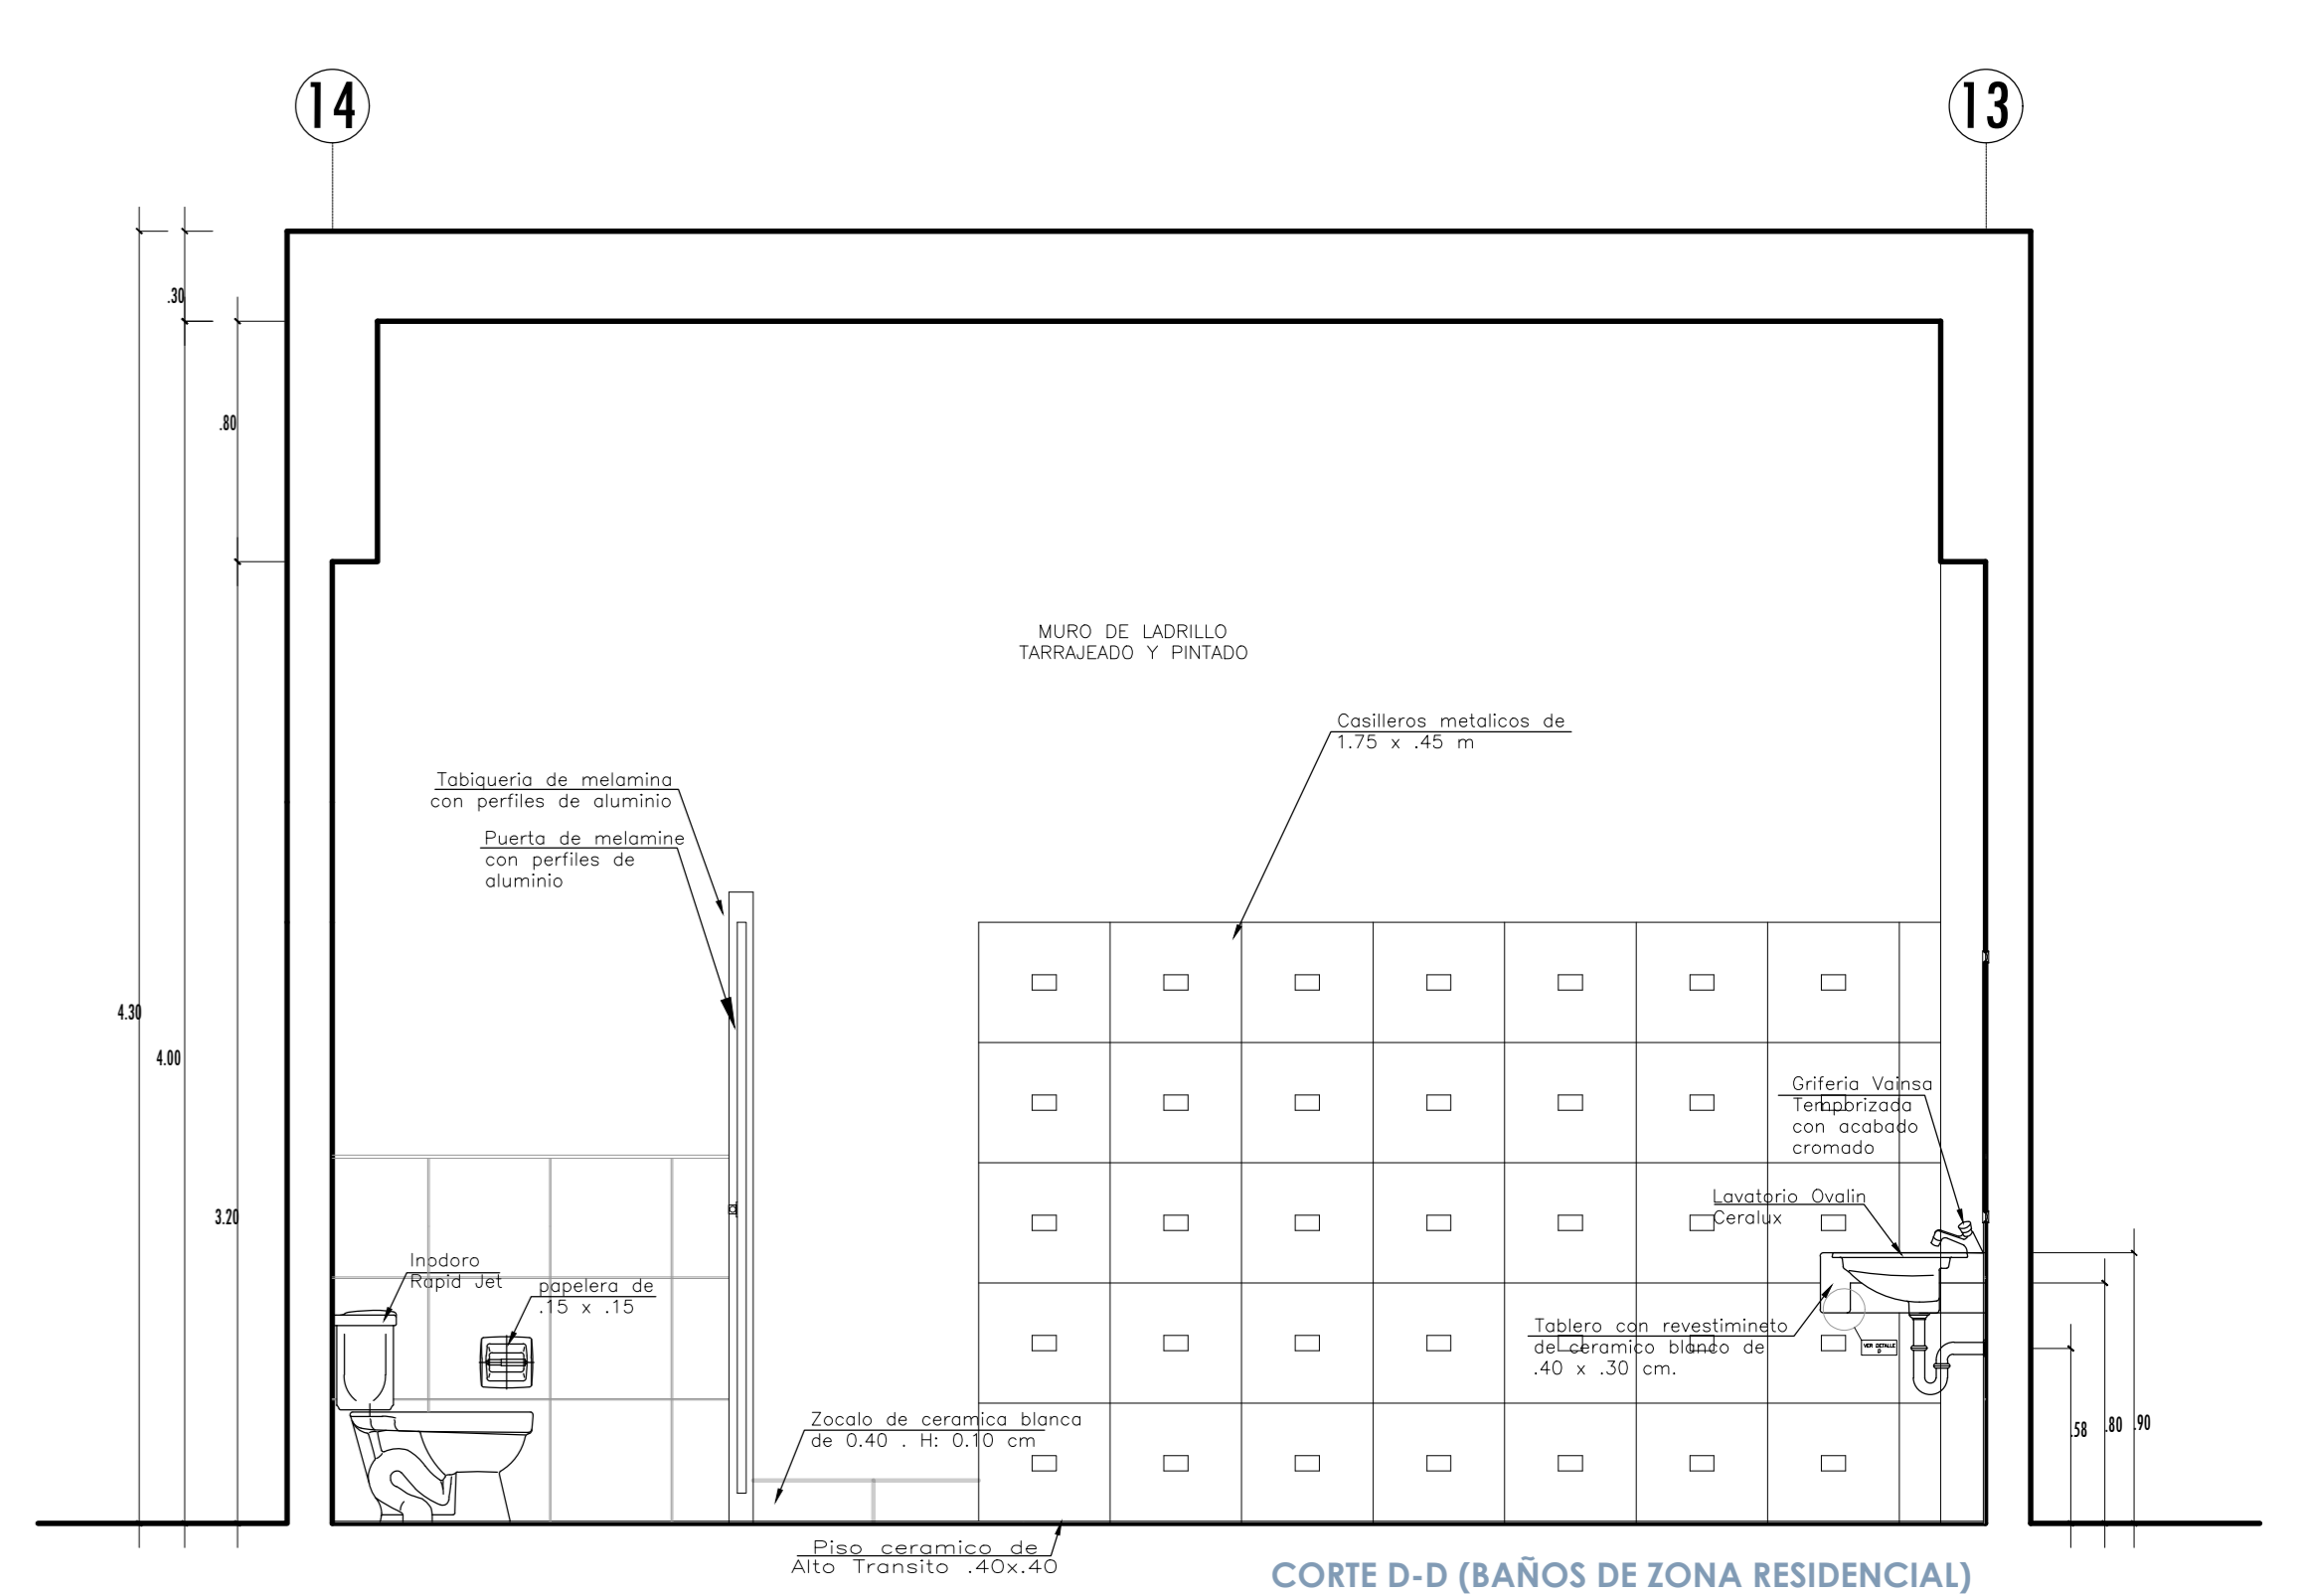 14
13
.30
.80
MURO DE LADRILLO
TARRAJEADO Y PINTADO
Casilleros metalicos de
1.75 x .45 m
Tabiqueria de melamina
con perfiles de aluminio
Puerta de melamine
con perfiles de
aluminio
4.30
4.00
3.20
Griferia Vainsa
Temporizada
con acabado
cromado
Lavatorio Ovalin
Ceralux
Inodoro
Rapid Jet
papelera de
.15 x .15
Tablero con revestimineto
de ceramico blanco de
.40 x .30 cm.
VER DETALLE
D
Zocalo de ceramica blanca
de 0.40 . H: 0.10 cm
.58
.80
.90
Piso ceramico de
Alto Transito .40x.40
CORTE D-D (BAÑOS DE ZONA RESIDENCIAL)